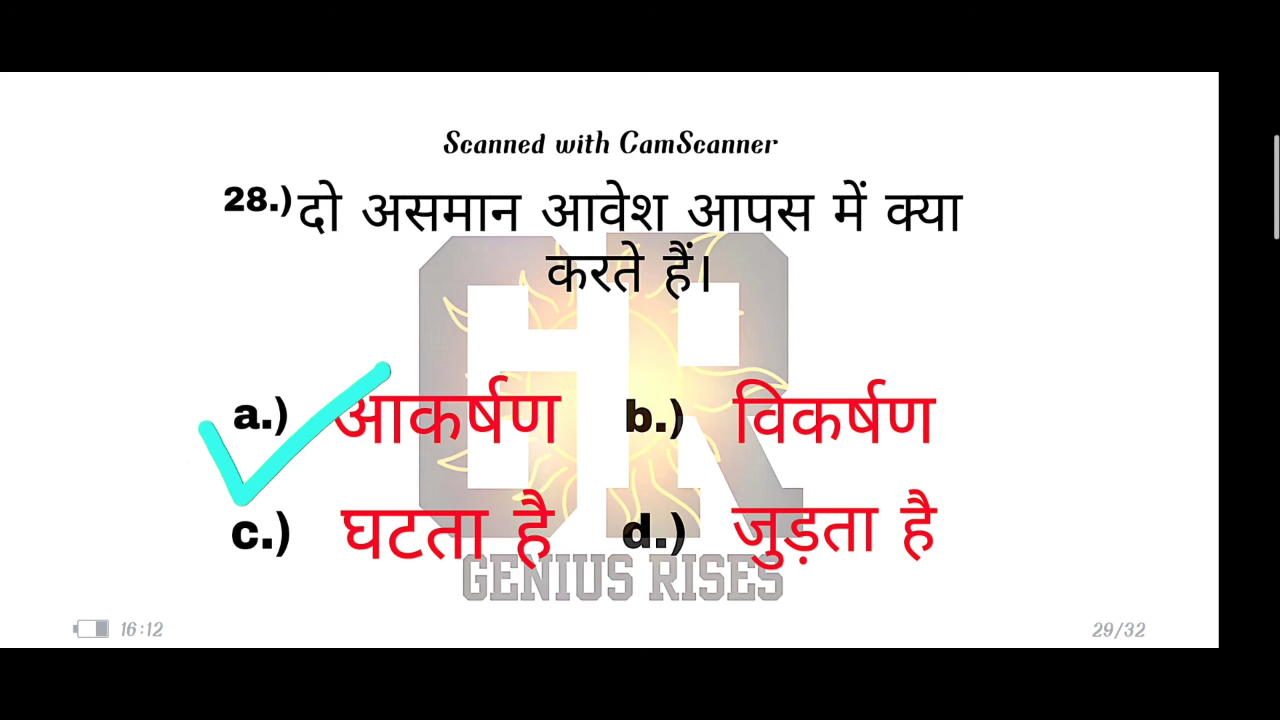 Scanned with CamScanner
28.) दो असमान आवेश आपस में क्या
करते हैं।
a.) आकर्षण b.) विकर्षण
c.) घटता है d.) जुड़ता है
GR
GENIUS RISES
16:12 29/32